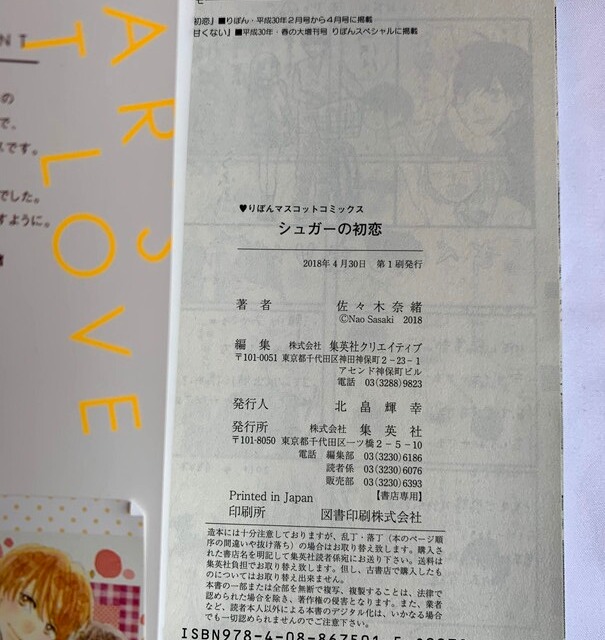 初恋』■りぼん・平成30年2月号から4月号に掲載
甘くない』■平成30年・春の大増刊号 りぼんスペシャルに掲載
♥りぼんマスコットコミックス
シュガーの初恋
2018年4月30日 第1刷発行
著者 佐々木奈緒
©Nao Sasaki 2018
編集 株式会社 集英社クリエイティブ
〒101-0051 東京都千代田区神田神保町2-23-1
アセンド神保町ビル
電話 03(3288)9823
発行人 北畠輝幸
発行所 株式会社 集英社
〒101-8050 東京都千代田区一ツ橋2-5-10
電話 編集部 03(3230)6186
読者係 03(3230)6076
販売部 03(3230)6393
Printed in Japan 【書店専用】
印刷所 図書印刷株式会社
造本には十分注意しておりますが、乱丁・落丁（本のページ順
序の間違いや抜け落ち）の場合はお取り替え致します。購入さ
れた書店名を明記して集英社読者係宛にお送り下さい。送料は
集英社負担でお取り替え致します。但し、古書店で購入したも
のについてはお取り替え出来ません。
本書の一部または全部を無断で複写、複製することは、法律で
認められた場合を除き、著作権の侵害となります。また、業者
など、読者本人以外による本書のデジタル化は、いかなる場合
でも一切認められませんのでご注意下さい。
ISBN978-4-08-867501-5
ARS
T LOVE
NT
の
で、
スです。
でした。
すように。
緒